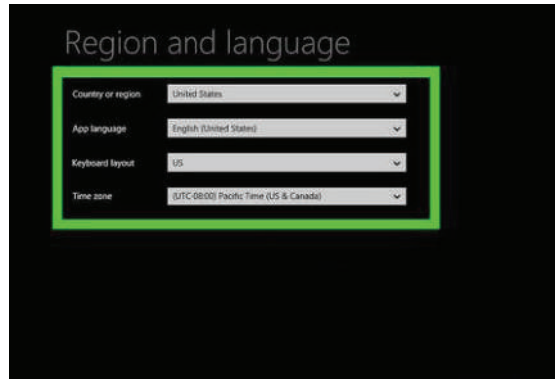 Region and language
Country or region United States
App language English (United States)
Keyboard layout US
Time zone (UTC-08:00) Pacific Time (US & Canada)